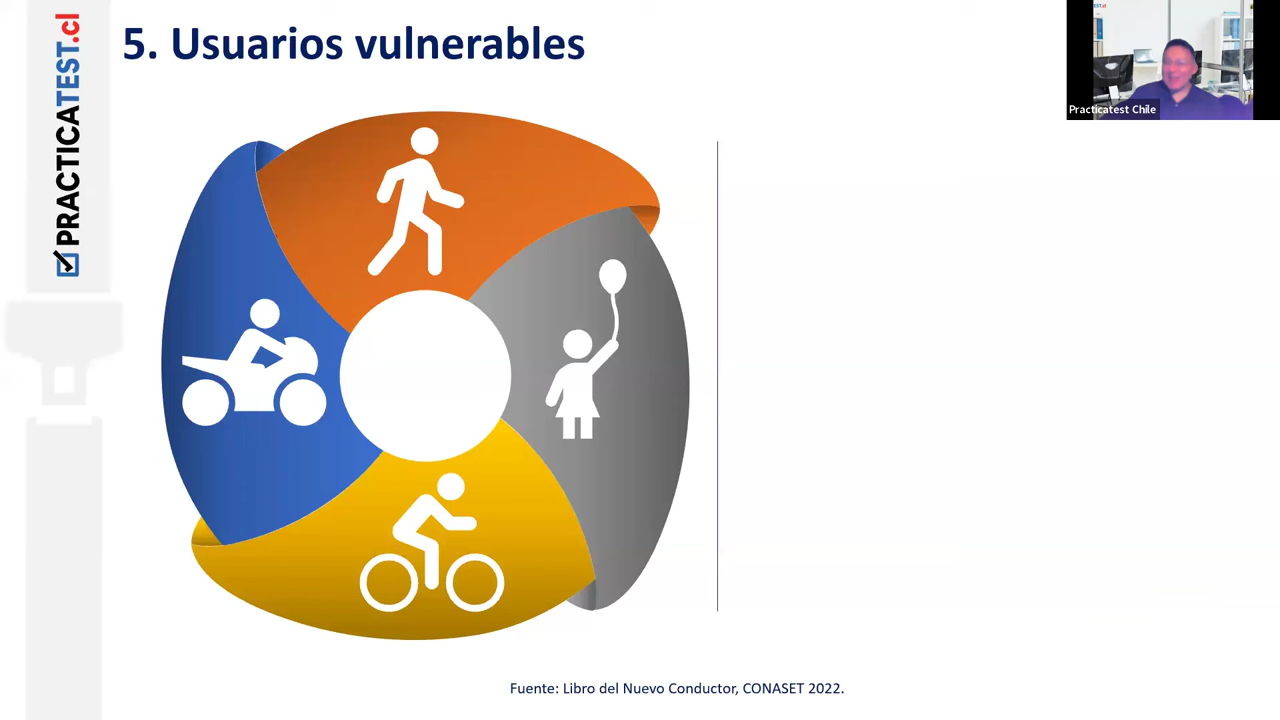 5. Usuarios vulnerables
PRACTICATEST.cl
Practicatest Chile
Fuente: Libro del Nuevo Conductor, CONASET 2022.